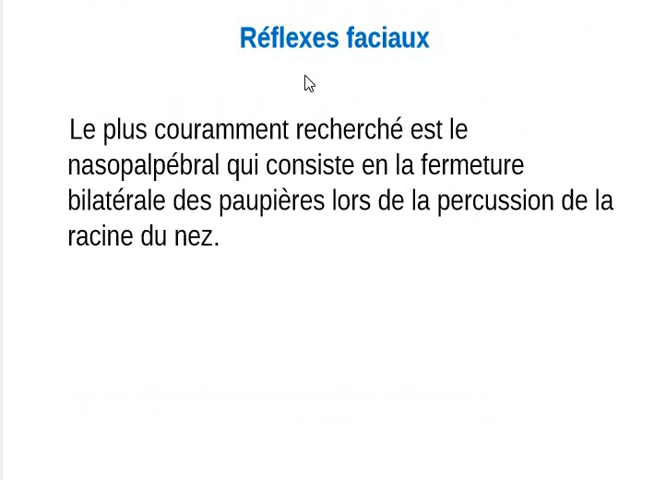 Réflexes faciaux
Le plus couramment recherché est le
nasopalpébral qui consiste en la fermeture
bilatérale des paupières lors de la percussion de la
racine du nez.